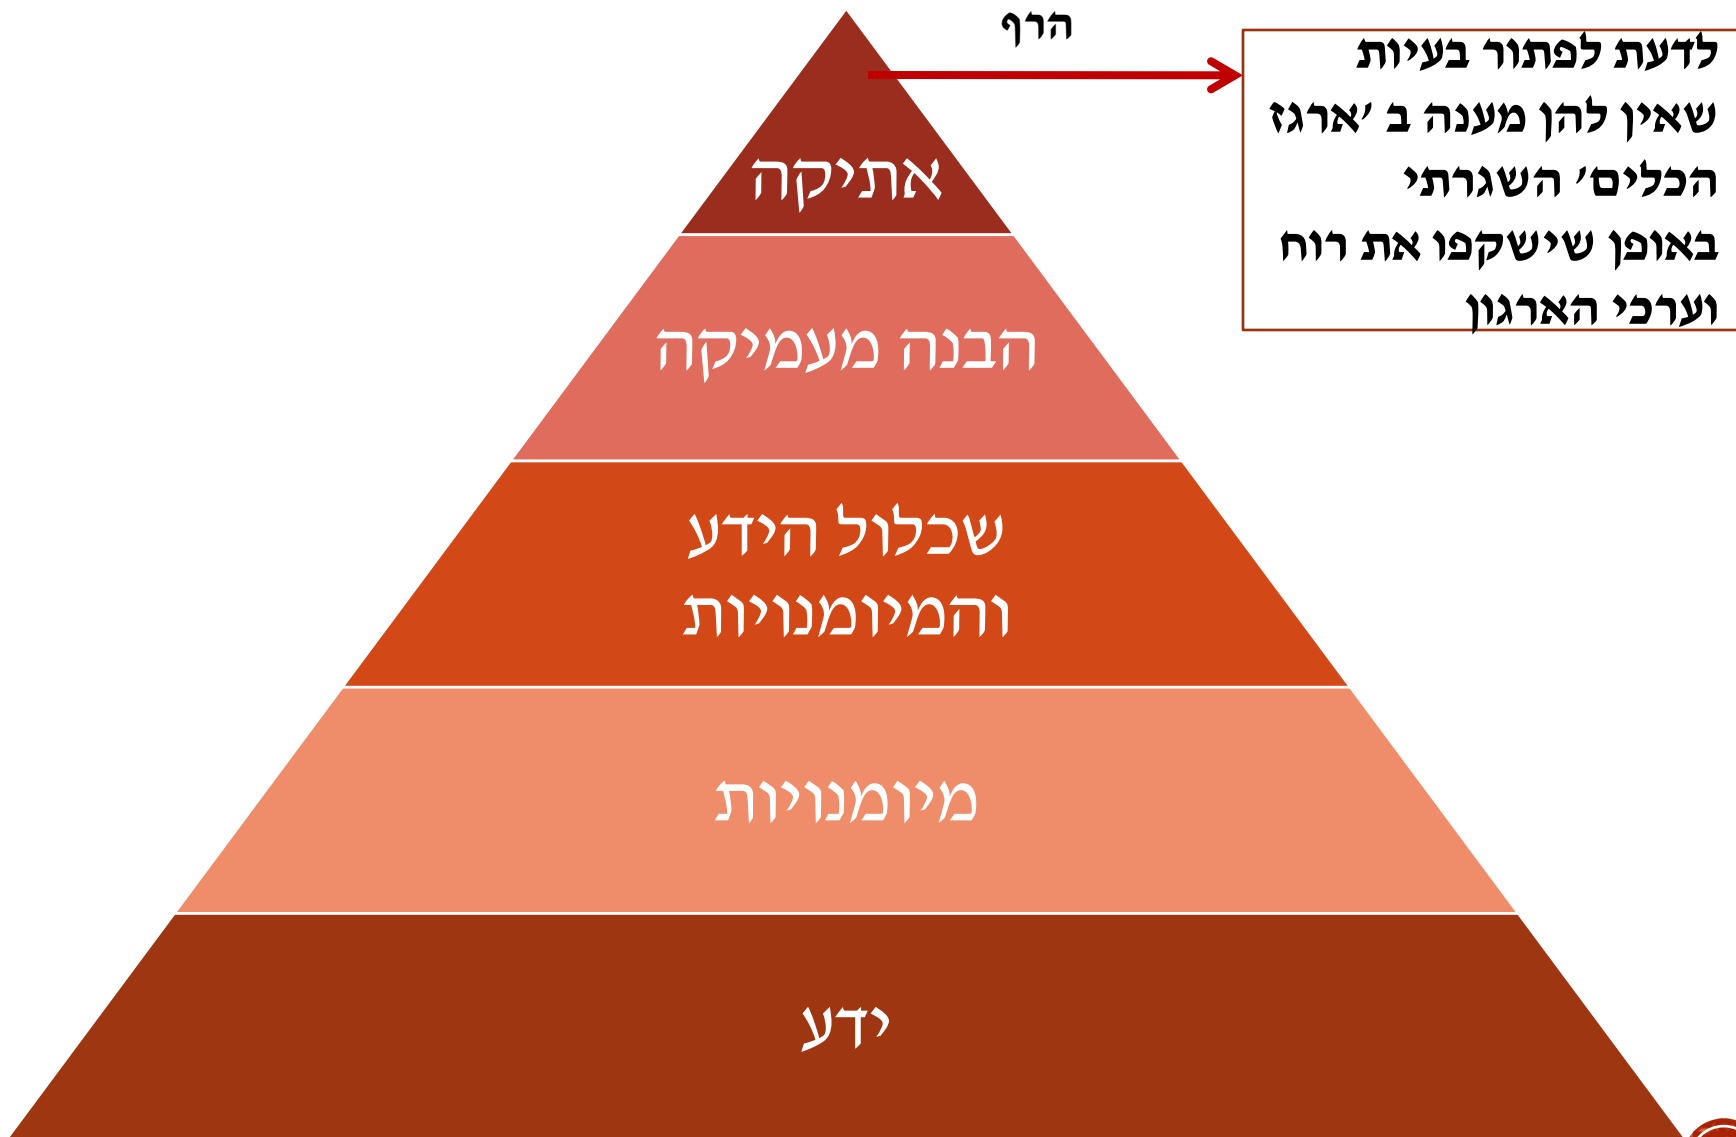 הרף
לדעת לפתור בעיות
שאין להן מענה ב 'ארגז
הכלים' השגרתי
באופן שישקפו את רוח
וערכי הארגון
אתיקה
הבנה מעמיקה
שכלול הידע
והמיומנויות
מיומנויות
ידע